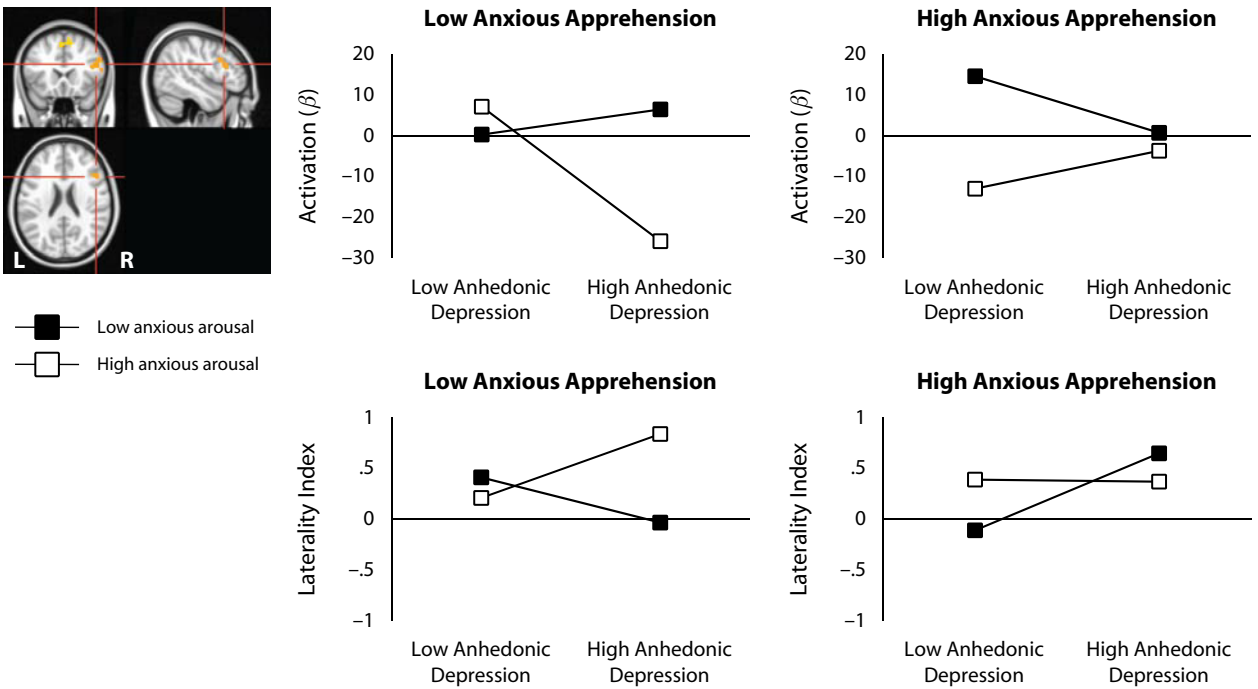 L
R
Low anxious arousal
High anxious arousal
Low Anxious Apprehension
Activation (β)
20
10
0
–10
–20
–30
Low Anhedonic
Depression
High Anhedonic
Depression
High Anxious Apprehension
Activation (β)
20
10
0
–10
–20
–30
Low Anhedonic
Depression
High Anhedonic
Depression
Low Anxious Apprehension
Laterality Index
1
.5
0
–.5
–1
Low Anhedonic
Depression
High Anhedonic
Depression
High Anxious Apprehension
Laterality Index
1
.5
0
–.5
–1
Low Anhedonic
Depression
High Anhedonic
Depression